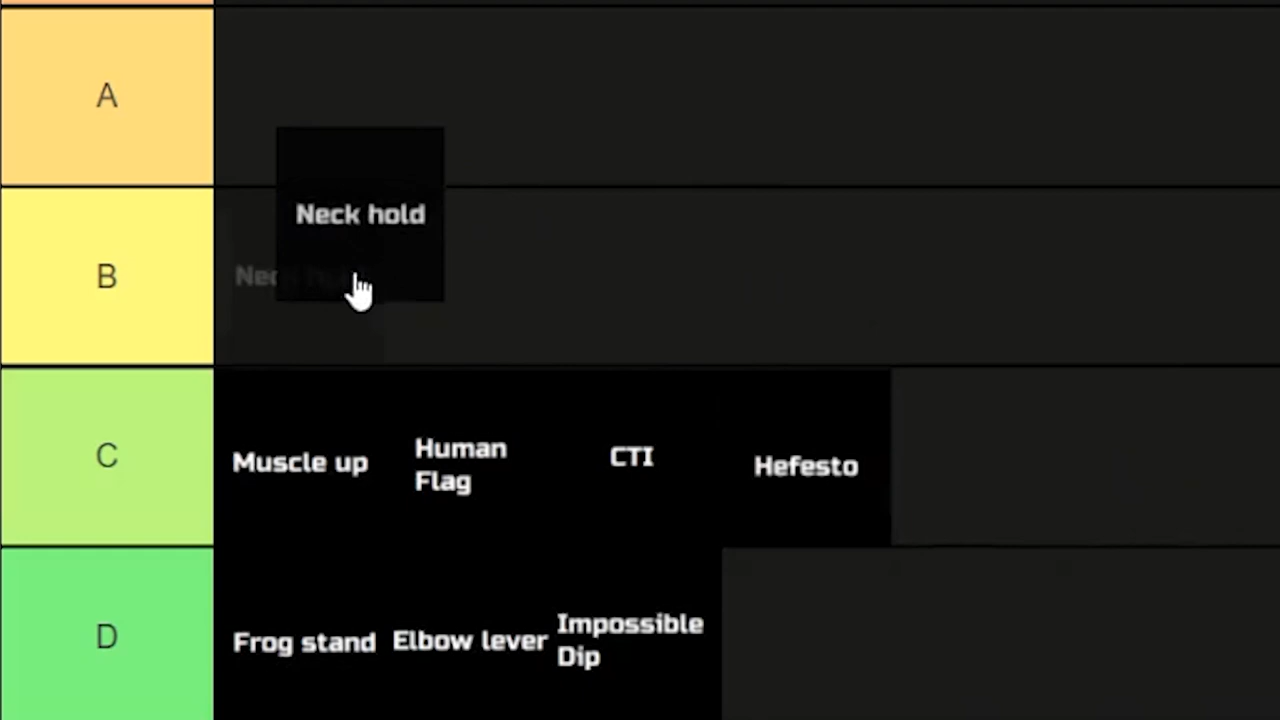 A
Neck hold
B
C
Muscle up
Human
Flag
CTI
Hefesto
D
Frog stand
Elbow lever
Impossible
Dip